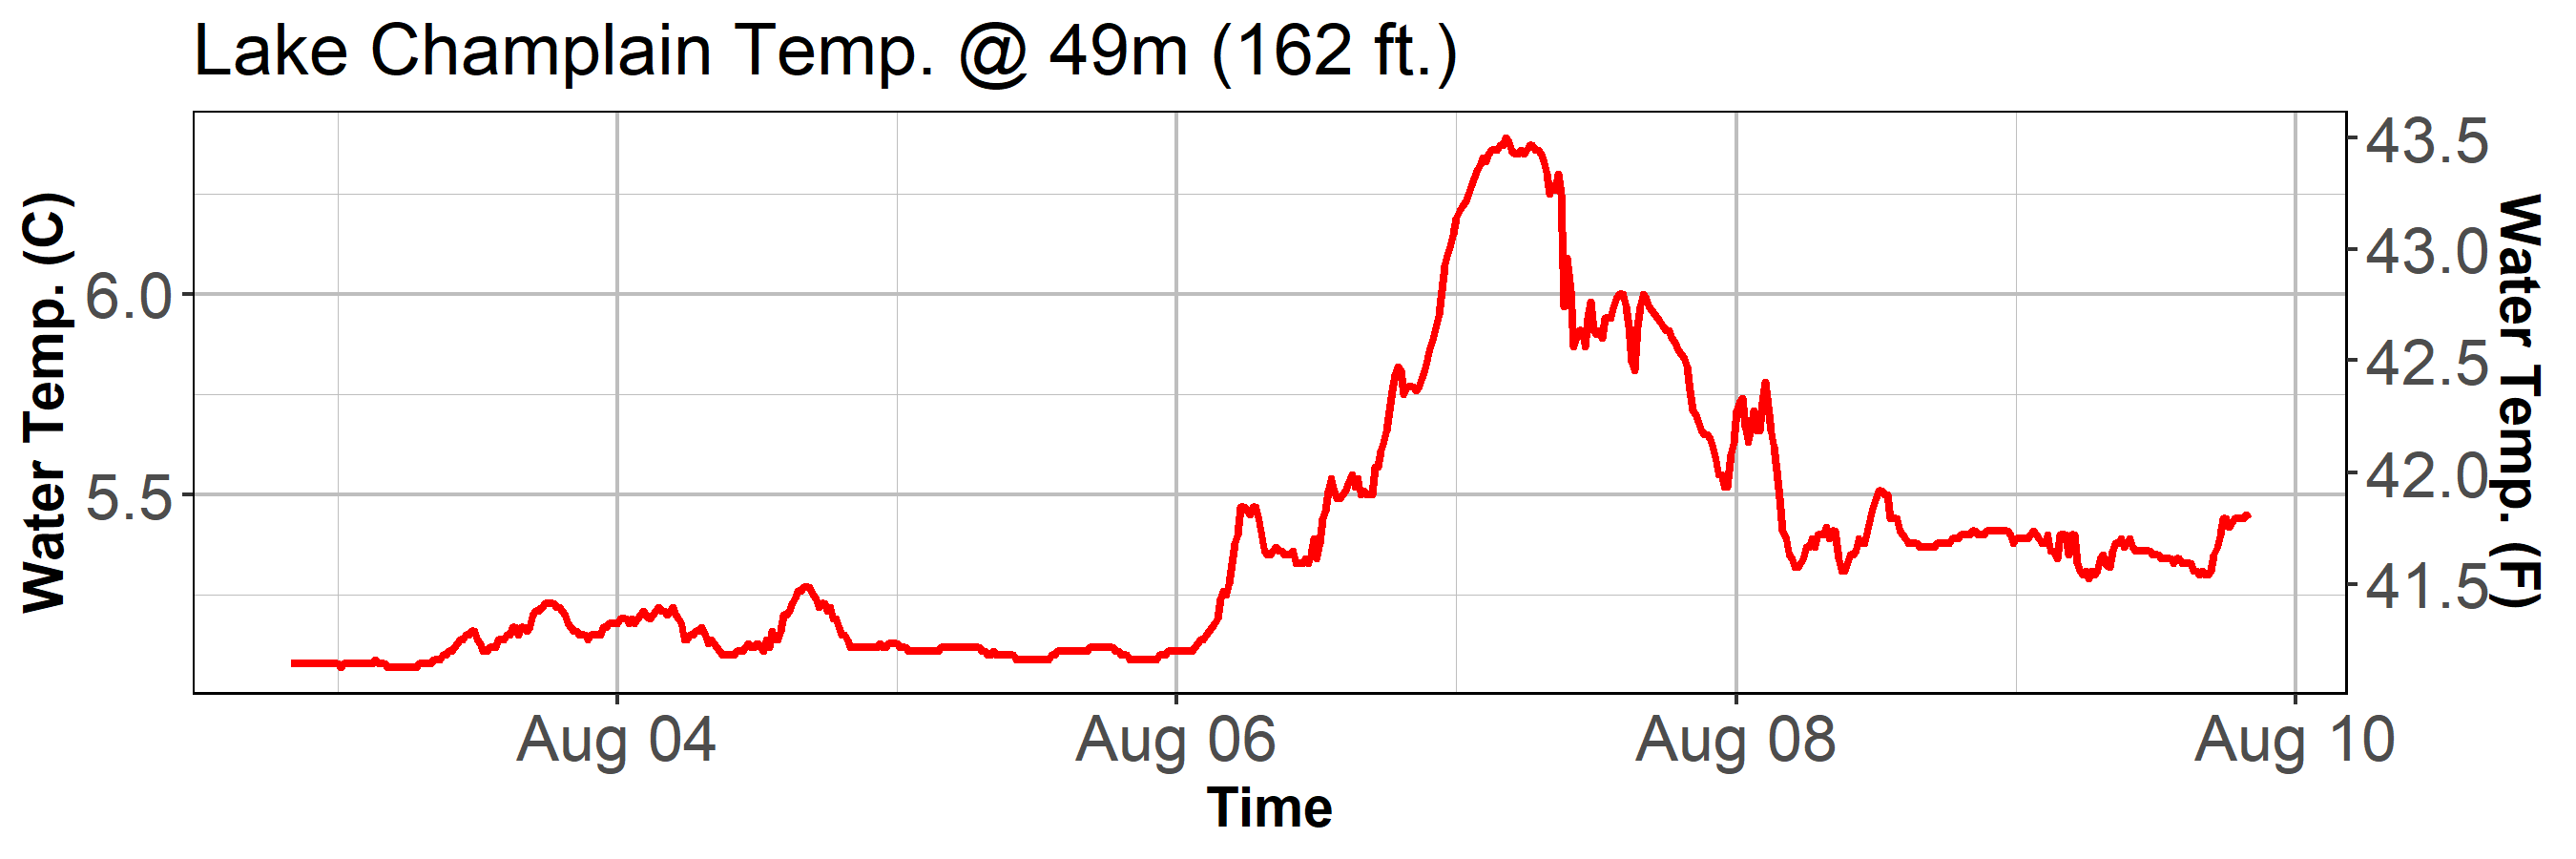 Lake Champlain Temp. @ 49m (162 ft.)
Water Temp. (C)
6.0
5.5
43.5
43.0
42.5
42.0
41.5
Water Temp. (F)
Aug 04
Aug 06
Aug 08
Aug 10
Time